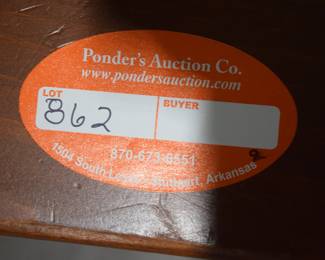 Ponder's Auction Co.
www.pondersauction.com
LOT
BUYER
862
870-673-6551
1504 South Stuttgart, Arkansas